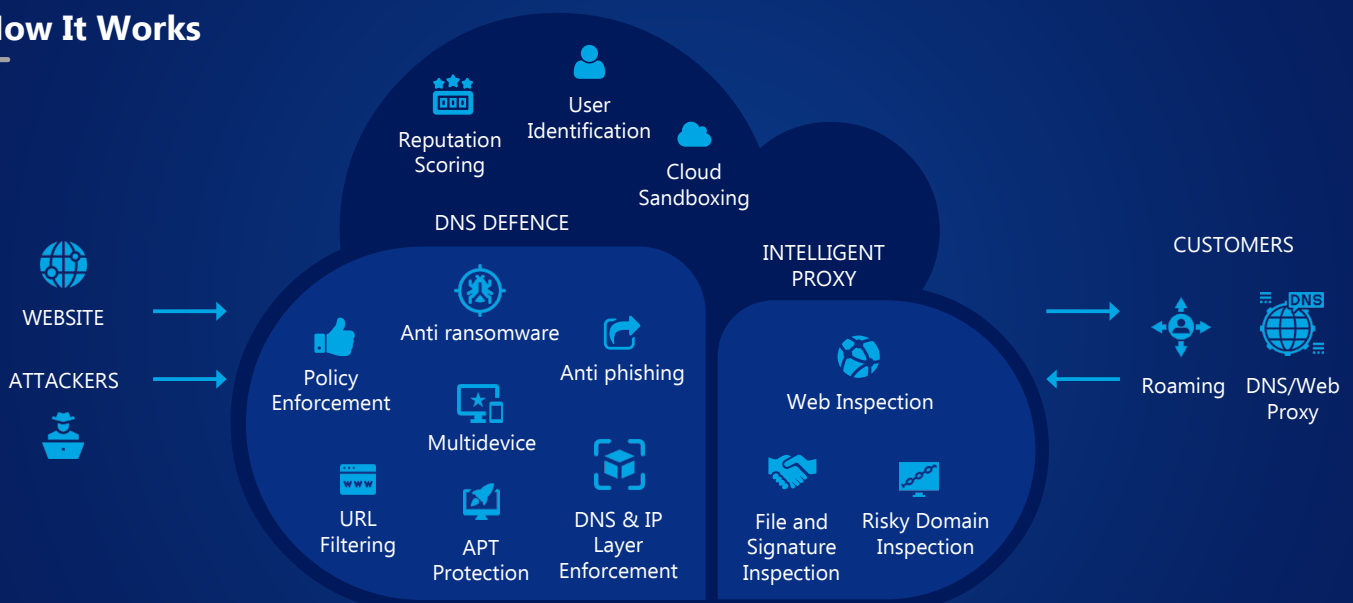 How It Works
User
Identification
Reputation
Scoring
Cloud
Sandboxing
DNS DEFENCE
INTELLIGENT
PROXY
CUSTOMERS
WEBSITE
ATTACKERS
Anti ransomware
Policy
Enforcement
Anti phishing
Multidevice
www
URL
Filtering
APT
Protection
DNS & IP
Layer
Enforcement
Web Inspection
File and
Signature
Inspection
Risky Domain
Inspection
DNS
Roaming
DNS/Web
Proxy